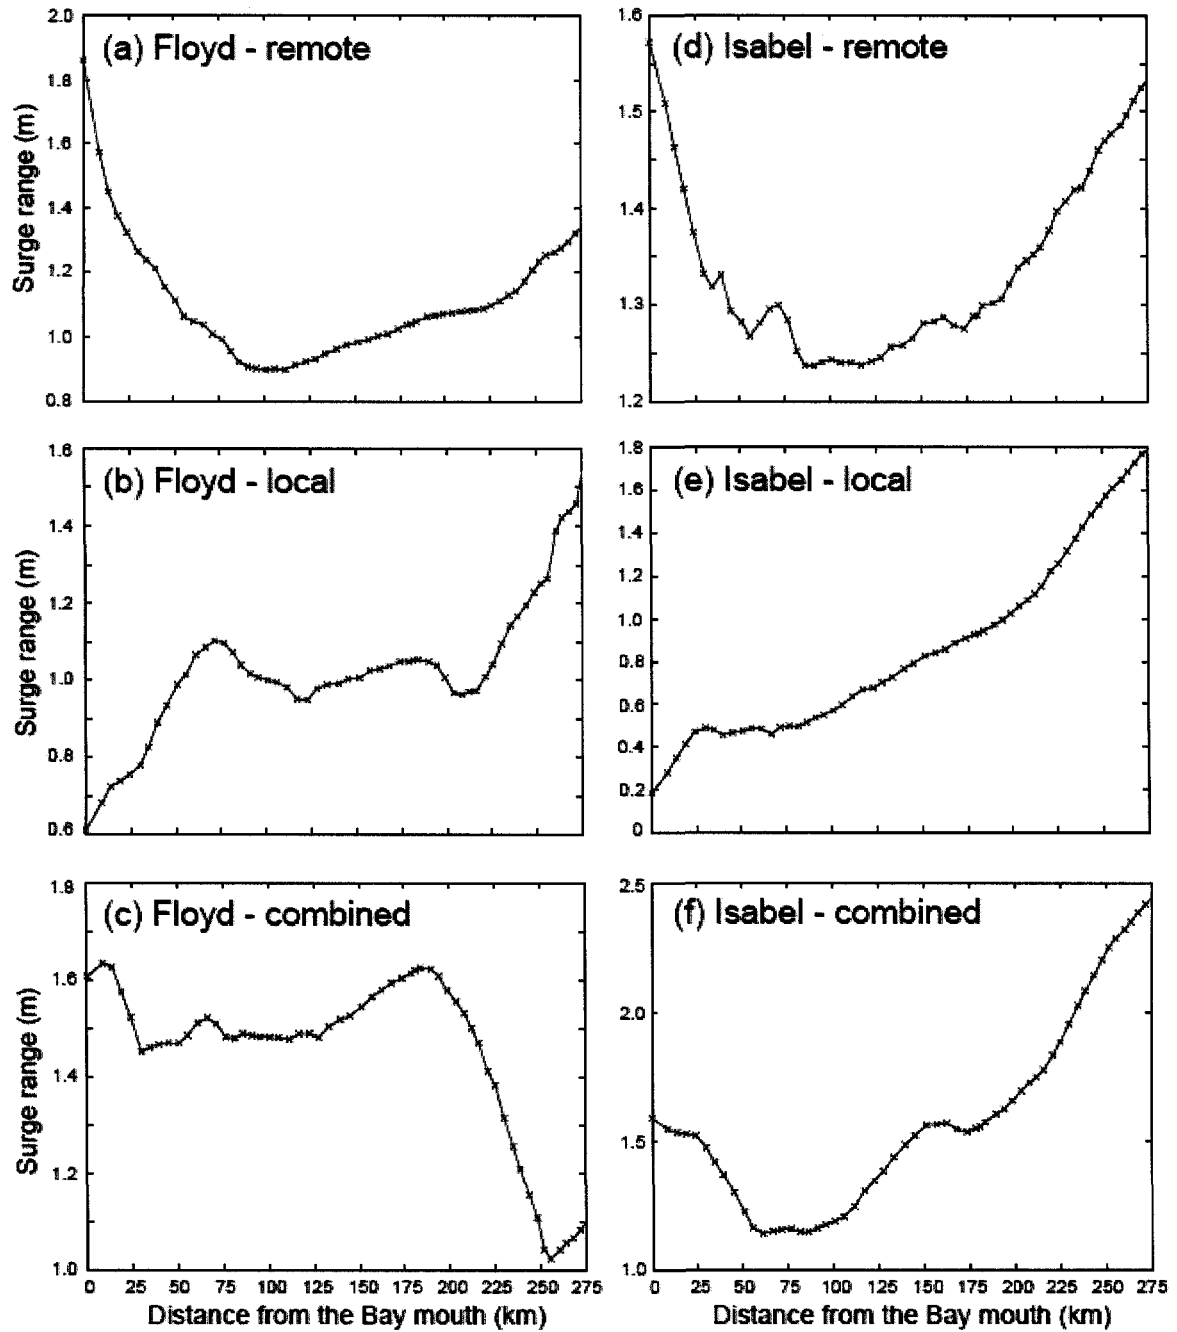 (a) Floyd - remote
Surge range (m)
2.0
1.8
1.6
1.4
1.2
1.0
0.8
(d) Isabel - remote
1.6
1.5
1.4
1.3
1.2
(b) Floyd - local
Surge range (m)
1.6
1.4
1.2
1.0
0.8
0.6
(e) Isabel - local
1.8
1.6
1.4
1.2
1.0
0.8
0.6
0.4
0.2
0
(c) Floyd - combined
Surge range (m)
1.8
1.6
1.4
1.2
1.0
0 25 50 75 100 125 150 175 200 225 250 275
Distance from the Bay mouth (km)
(f) Isabel - combined
2.5
2.0
1.5
1.0
0 25 50 75 100 125 150 175 200 225 250 275
Distance from the Bay mouth (km)